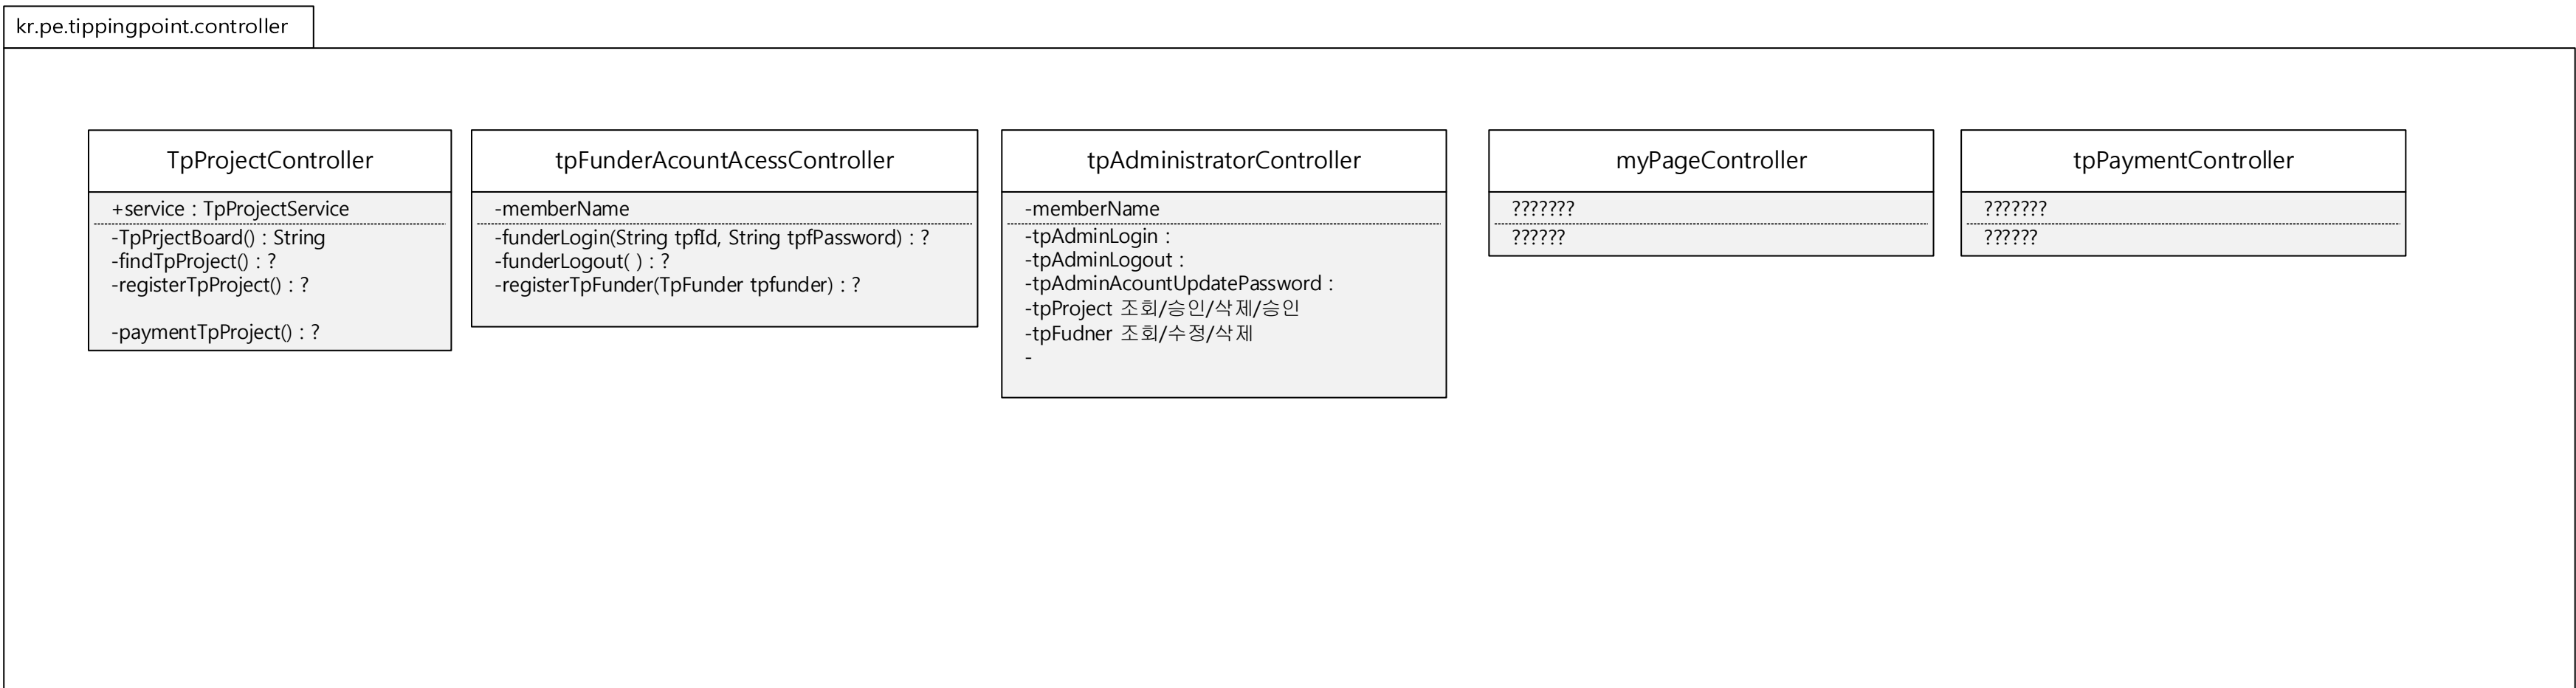 kr.pe.tippingpoint.controller
TpProjectController
+service : TpProjectService
-TpPrjectBoard() : String
-findTpProject() : ?
-registerTpProject() : ?
-paymentTpProject() : ?
tpFunderAcountAcessController
-memberName
-funderLogin(String tpfId, String tpfPassword) : ?
-funderLogout( ) : ?
-registerTpFunder(TpFunder tpfunder) : ?
tpAdministratorController
-memberName
-tpAdminLogin :
-tpAdminLogout :
-tpAdminAcountUpdatePassword :
-tpProject 조회/승인/삭제/승인
-tpFudner 조회/수정/삭제
-
myPageController
???????
??????
tpPaymentController
???????
??????